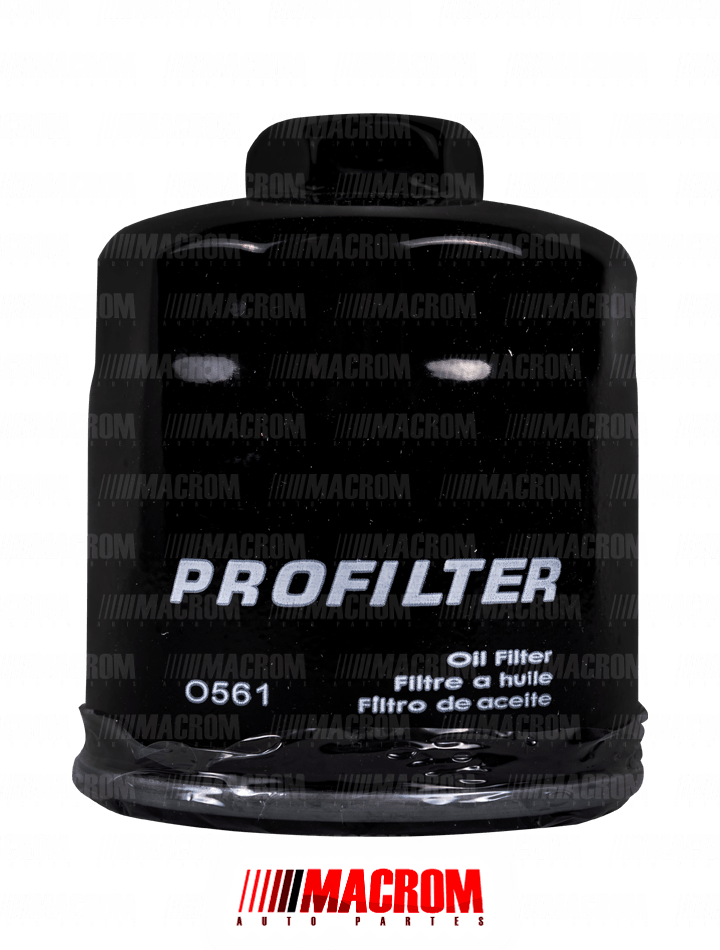 PROFILTER
Oil Filter
Filtre a huile
Filtro de aceite
O561
MACROM
AUTO PARTES